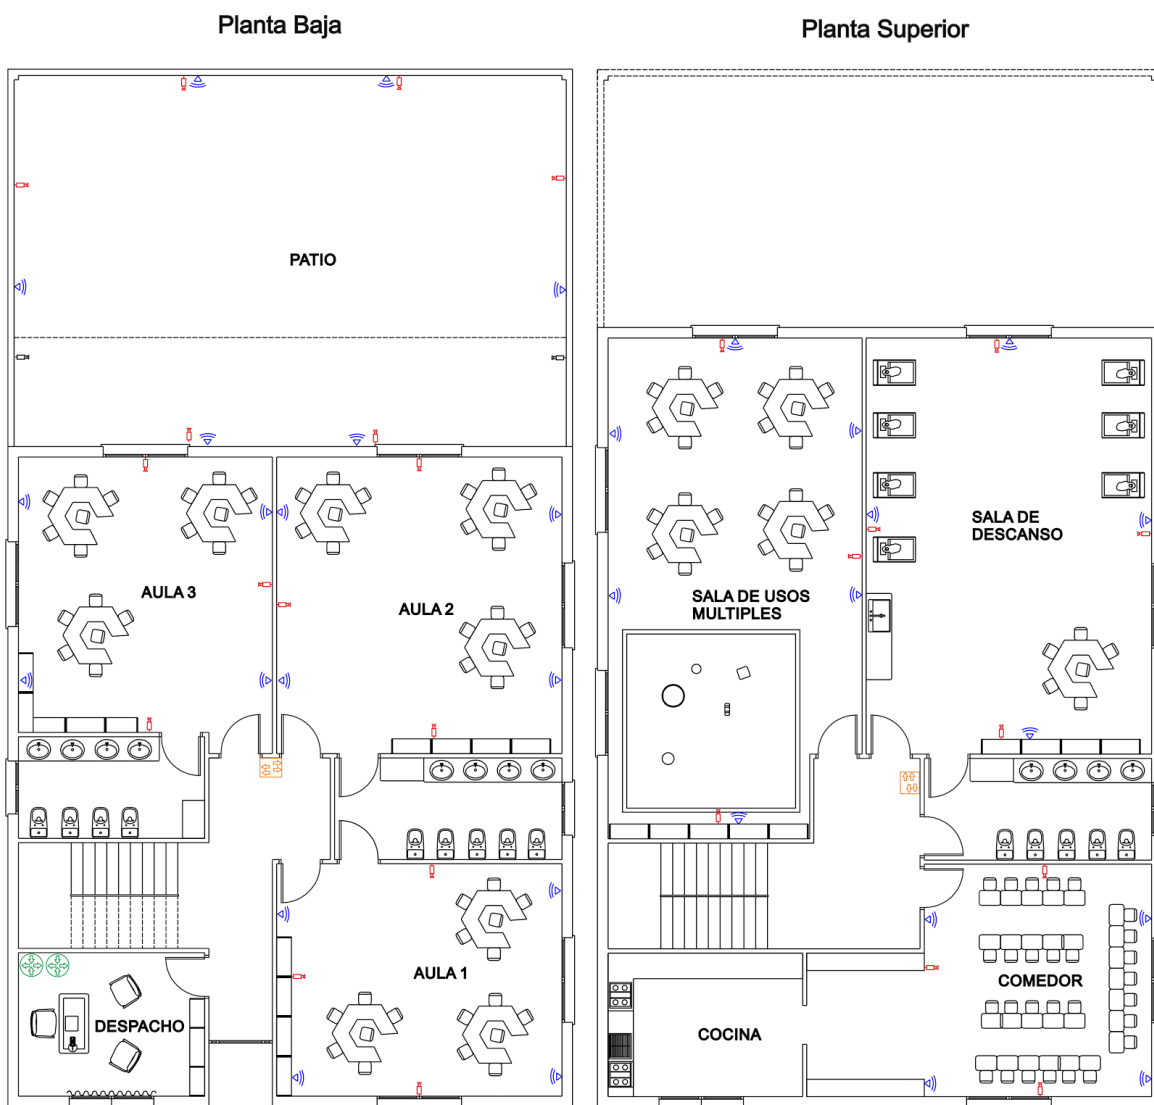 Planta Baja
Planta Superior
PATIO
AULA 3
AULA 2
SALA DE USOS
MULTIPLES
SALA DE
DESCANSO
AULA 1
DESPACHO
COCINA
COMEDOR